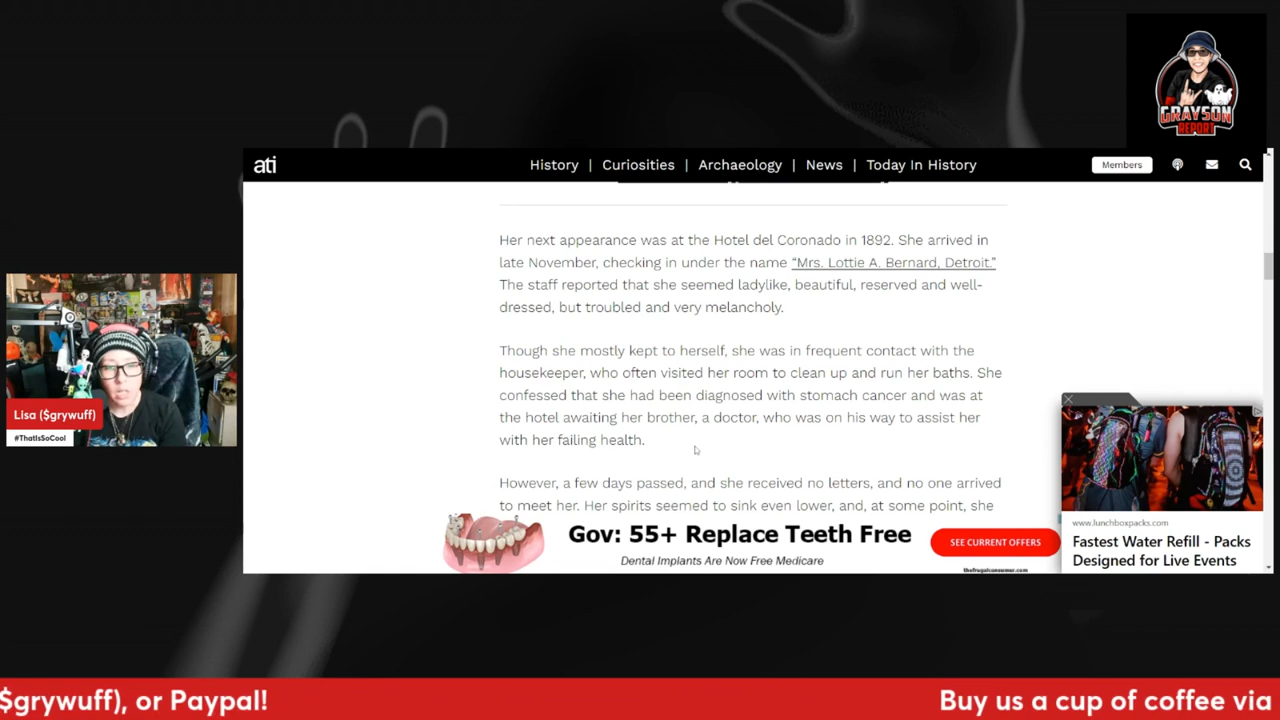 GRAYSON
REPORT
ati
History | Curiosities | Archaeology | News | Today In History
Members
Her next appearance was at the Hotel del Coronado in 1892. She arrived in
late November, checking in under the name “Mrs. Lottie A. Bernard, Detroit.”
The staff reported that she seemed ladylike, beautiful, reserved and well-
dressed, but troubled and very melancholy.
Though she mostly kept to herself, she was in frequent contact with the
housekeeper, who often visited her room to clean up and run her baths. She
confessed that she had been diagnosed with stomach cancer and was at
the hotel awaiting her brother, a doctor, who was on his way to assist her
with her failing health.
However, a few days passed, and she received no letters, and no one arrived
to meet her. Her spirits seemed to sink even lower, and, at some point, she
Lisa ($grywuff)
#ThatIsSoCool
Gov: 55+ Replace Teeth Free
Dental Implants Are Now Free Medicare
SEE CURRENT OFFERS
thefrugalconsumer.com
www.lunchboxpacks.com
Fastest Water Refill - Packs
Designed for Live Events
$grywuff), or Paypal!
Buy us a cup of coffee via